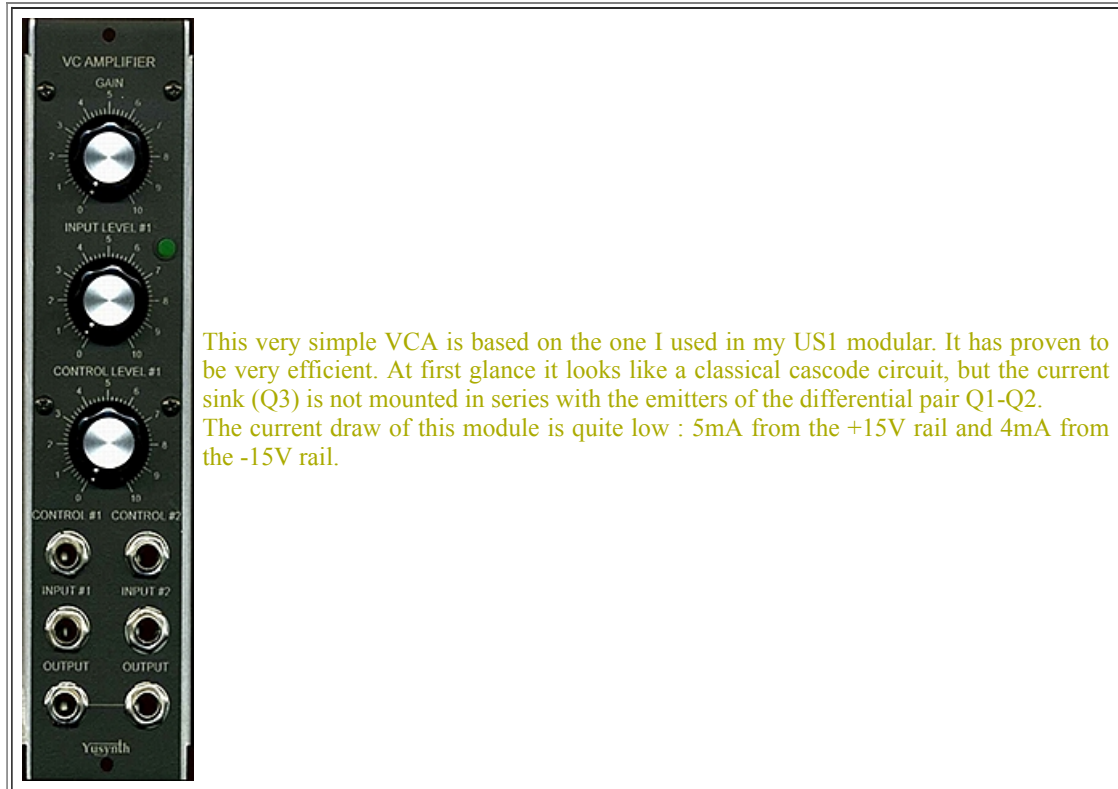 VC AMPLIFIER
GAIN
0 1 2 3 4 5 6 7 8 9 10
INPUT LEVEL #1
0 1 2 3 4 5 6 7 8 9 10
CONTROL LEVEL #1
0 1 2 3 4 5 6 7 8 9 10
CONTROL #1 CONTROL #2
INPUT #1 INPUT #2
OUTPUT OUTPUT
Yusynth
This very simple VCA is based on the one I used in my US1 modular. It has proven to
be very efficient. At first glance it looks like a classical cascode circuit, but the current
sink (Q3) is not mounted in series with the emitters of the differential pair Q1-Q2.
The current draw of this module is quite low : 5mA from the +15V rail and 4mA from
the -15V rail.